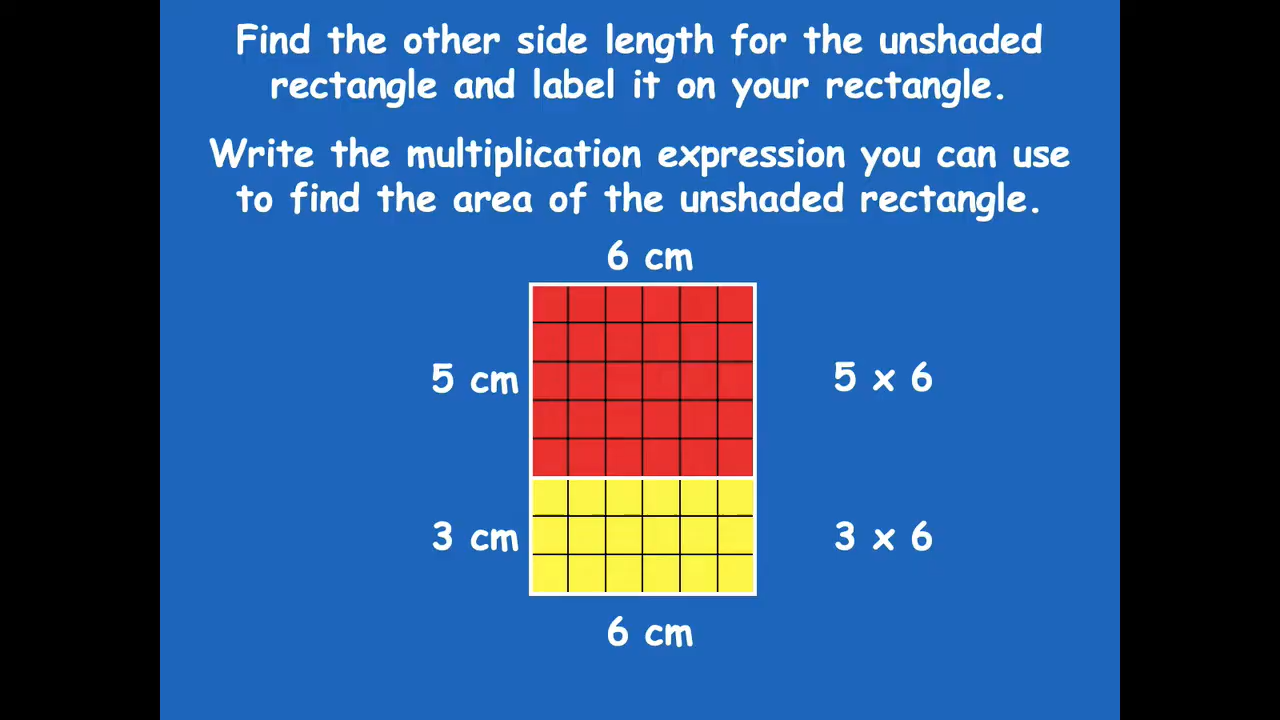 Find the other side length for the unshaded
rectangle and label it on your rectangle.
Write the multiplication expression you can use
to find the area of the unshaded rectangle.
6 cm
5 cm
5 x 6
3 cm
3 x 6
6 cm